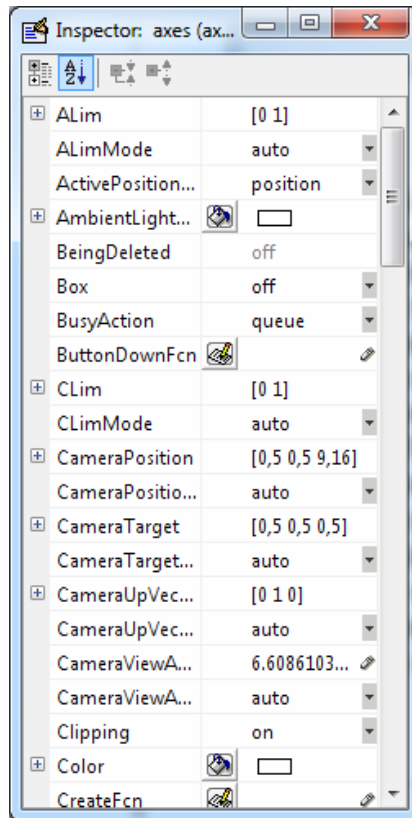 Inspector: axes (ax...
ALim [0 1]
ALimMode auto
ActivePosition... position
AmbientLight...
BeingDeleted off
Box off
BusyAction queue
ButtonDownFcn
CLim [0 1]
CLimMode auto
CameraPosition [0,5 0,5 9,16]
CameraPositio... auto
CameraTarget [0,5 0,5 0,5]
CameraTarget... auto
CameraUpVec... [0 1 0]
CameraUpVec... auto
CameraViewA... 6.6086103...
CameraViewA... auto
Clipping on
Color
CreateFcn